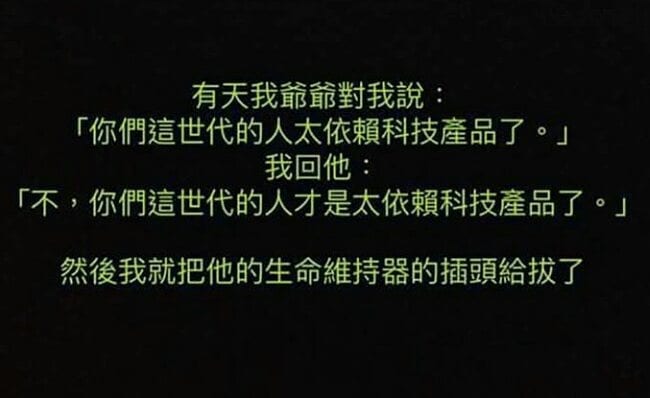 有天我爺爺對我說：
「你們這世代的人太依賴科技產品了。」
我回他：
「不，你們這世代的人才是太依賴科技產品了。」
然後我就把他的生命維持器的插頭給拔了